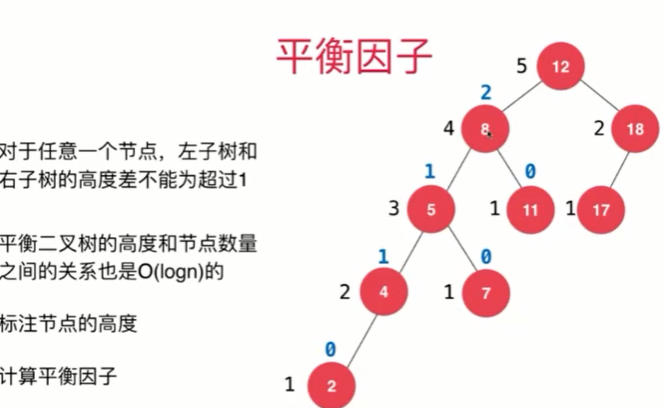 平衡因子
对于任意一个节点，左子树和
右子树的高度差不能为超过1
平衡二叉树的高度和节点数量
之间的关系也是O(logn)的
标注节点的高度
计算平衡因子
5 12
2
4 8 2 18
1 0
3 5 1 11 1 17
1 0
2 4 1 7
0
1 2